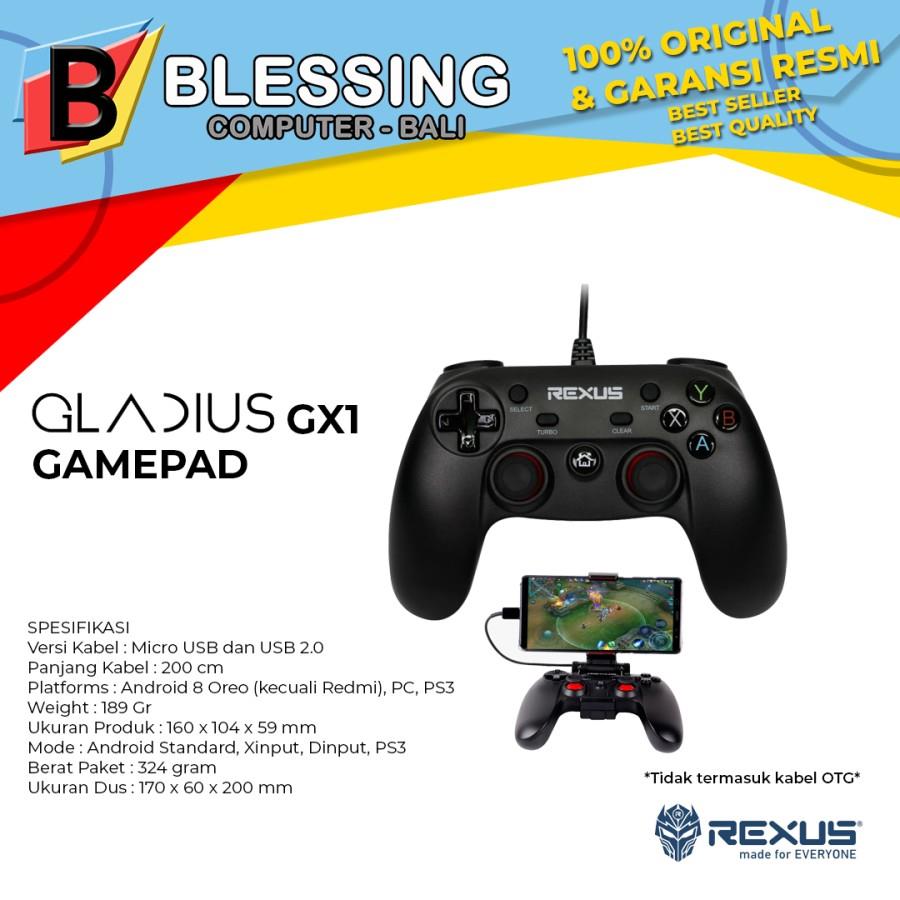 B
BLESSING
COMPUTER - BALI
100% ORIGINAL
& GARANSI RESMI
BEST SELLER
BEST QUALITY
GLADIUS GX1
GAMEPAD
REXUS
SELECT
START
TURBO
CLEAR
Y
X
B
A
SPESIFIKASI
Versi Kabel : Micro USB dan USB 2.0
Panjang Kabel : 200 cm
Platforms : Android 8 Oreo (kecuali Redmi), PC, PS3
Weight : 189 Gr
Ukuran Produk : 160 x 104 x 59 mm
Mode : Android Standard, Xinput, Dinput, PS3
Berat Paket : 324 gram
Ukuran Dus : 170 x 60 x 200 mm
*Tidak termasuk kabel OTG*
REXUS®
made for EVERYONE